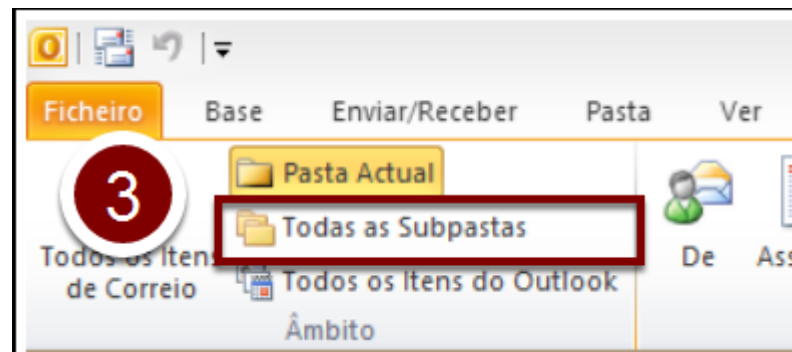 Ficheiro Base Enviar/Receber Pasta Ver
3
Pasta Actual
Todas as Subpastas
Todos os Itens do Outlook
Todos os Itens
de Correio
De
Âmbito